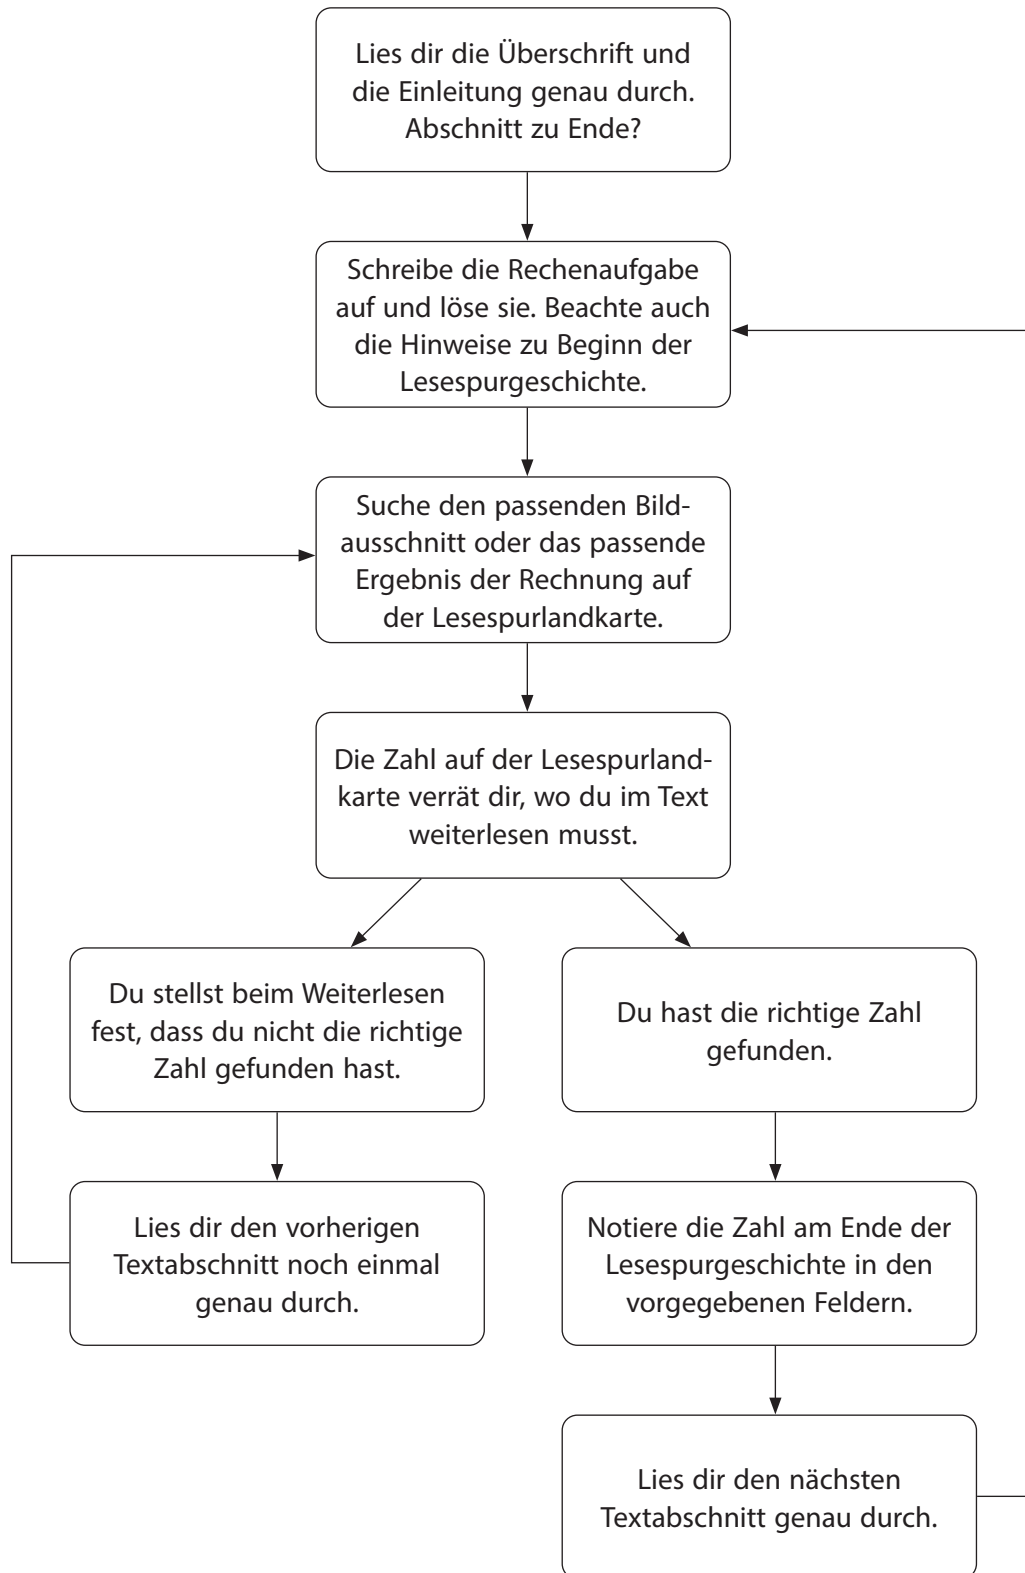 Lies dir die Überschrift und
die Einleitung genau durch.
Abschnitt zu Ende?
Schreibe die Rechenaufgabe
auf und löse sie. Beachte auch
die Hinweise zu Beginn der
Lesespurgeschichte.
Suche den passenden Bild-
ausschnitt oder das passende
Ergebnis der Rechnung auf
der Lesespurlandkarte.
Die Zahl auf der Lesespurland-
karte verrät dir, wo du im Text
weiterlesen musst.
Du stellst beim Weiterlesen
fest, dass du nicht die richtige
Zahl gefunden hast.
Lies dir den vorherigen
Textabschnitt noch einmal
genau durch.
Du hast die richtige Zahl
gefunden.
Notiere die Zahl am Ende der
Lesespurgeschichte in den
vorgegebenen Feldern.
Lies dir den nächsten
Textabschnitt genau durch.